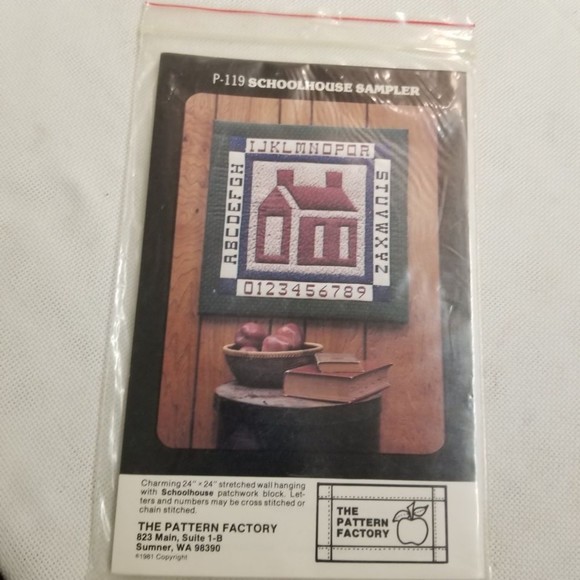 P-119 SCHOOLHOUSE SAMPLER
IJKLMNOPQR
ABCDEFGH
STUVWXYZ
0123456789
Charming 24" × 24" stretched wall hanging
with Schoolhouse patchwork block. Let-
ters and numbers may be cross stitched or
chain stitched.
THE PATTERN FACTORY
823 Main, Suite 1-B
Sumner, WA 98390
©1981 Copyright
THE
PATTERN
FACTORY